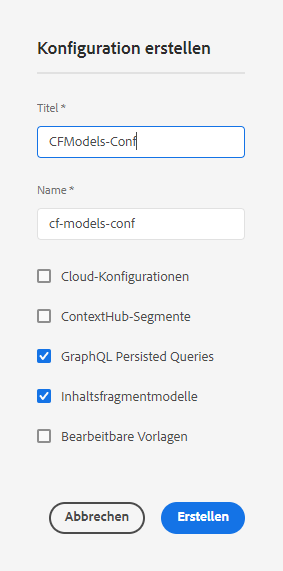 Konfiguration erstellen
Titel *
CFModels-Conf
Name *
cf-models-conf
Cloud-Konfigurationen
ContextHub-Segmente
GraphQL Persisted Queries
Inhaltsfragmentmodelle
Bearbeitbare Vorlagen
Abbrechen Erstellen